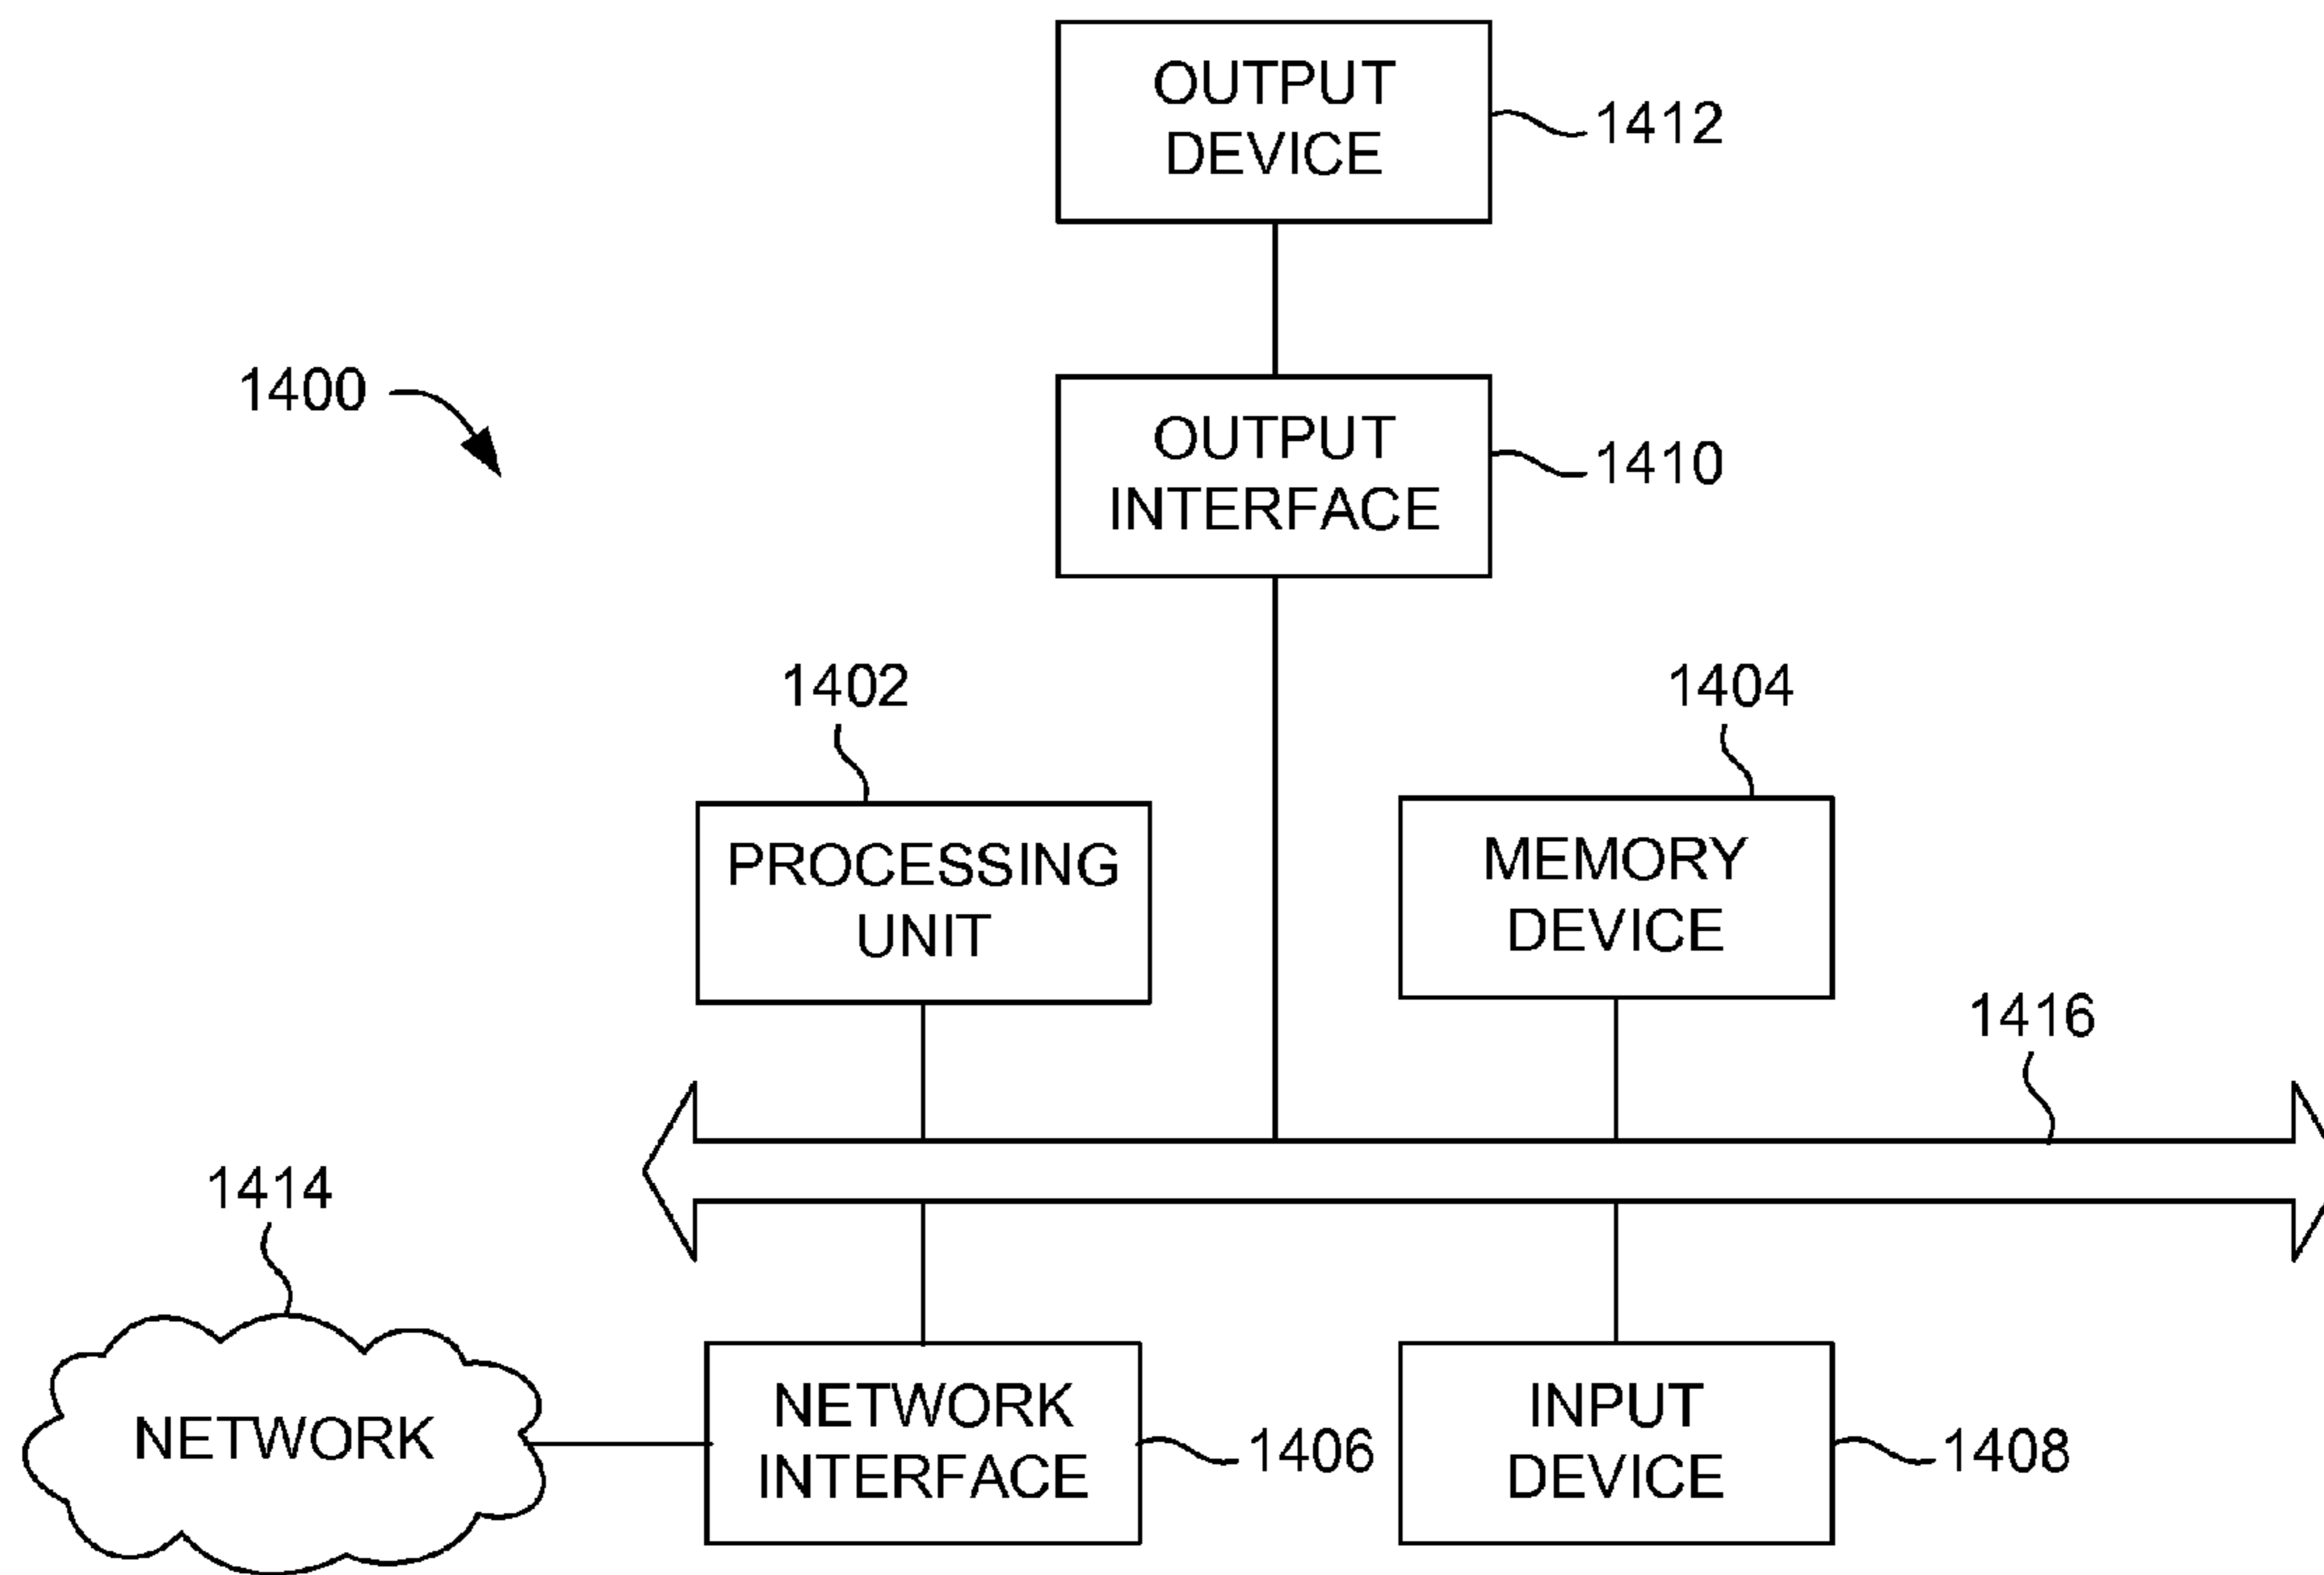 OUTPUT
DEVICE
1412
1400
OUTPUT
INTERFACE
1410
1402
1404
PROCESSING
UNIT
MEMORY
DEVICE
1416
1414
NETWORK
NETWORK
INTERFACE
1406
INPUT
DEVICE
1408